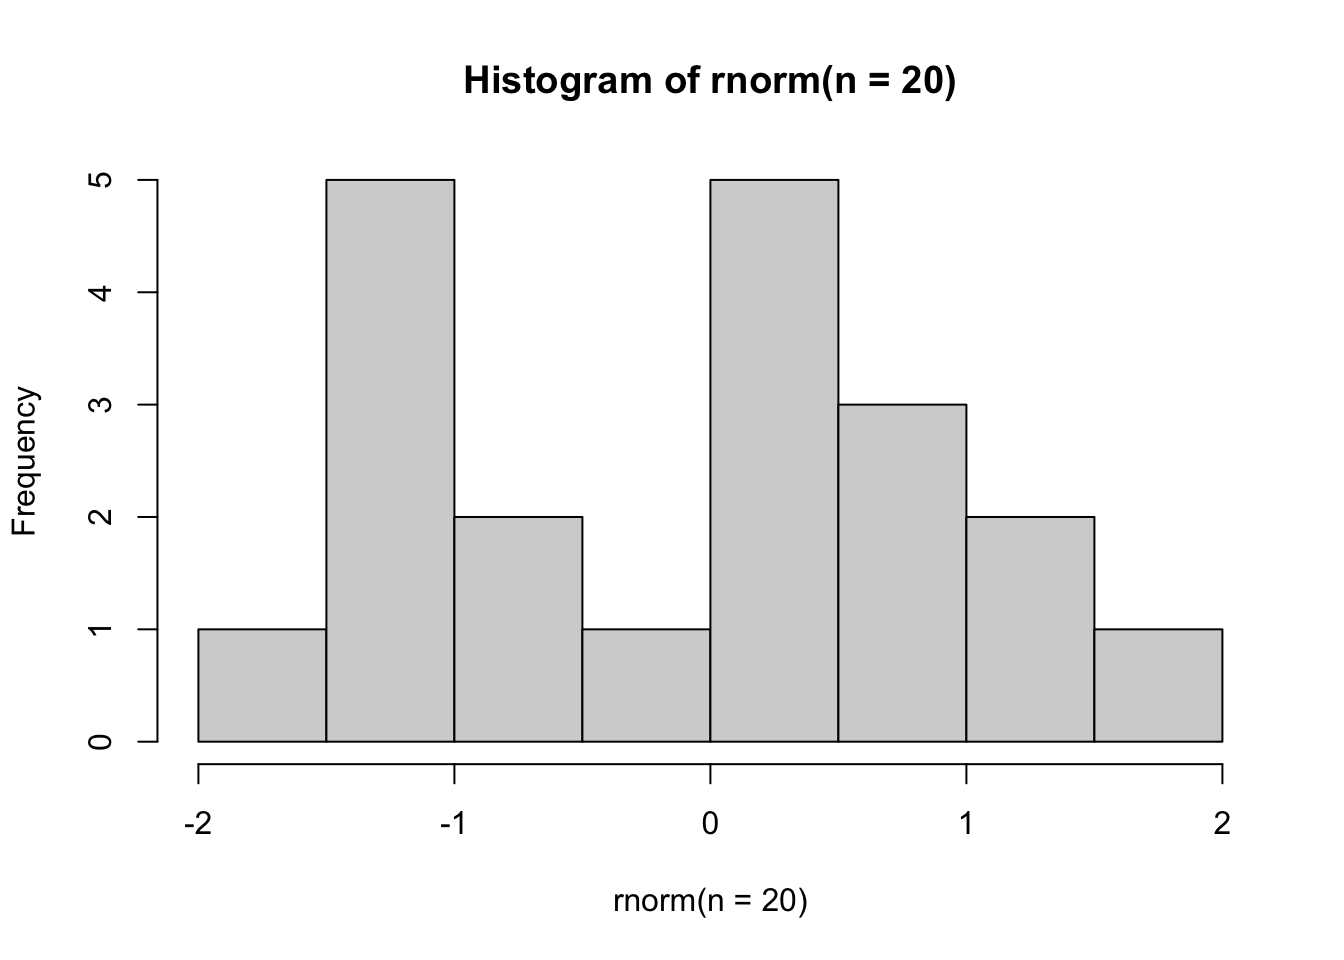 Histogram of rnorm(n = 20)
5
4
3
2
1
0
Frequency
-2 -1 0 1 2
rnorm(n = 20)